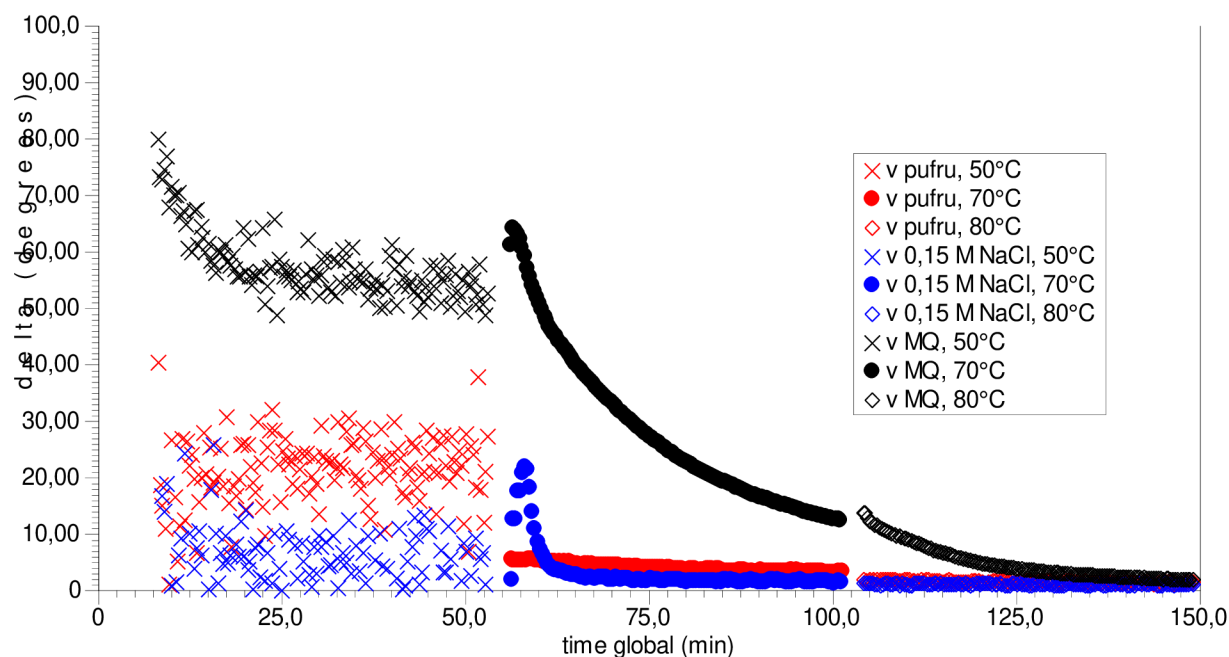 100,0
90,00
80,00
70,00
60,00
50,00
40,00
30,00
20,00
10,00
0
delta (degrees)
v pufru, 50°C
v pufru, 70°C
v pufru, 80°C
v 0,15 M NaCl, 50°C
v 0,15 M NaCl, 70°C
v 0,15 M NaCl, 80°C
v MQ, 50°C
v MQ, 70°C
v MQ, 80°C
0 25,0 50,0 75,0 100,0 125,0 150,0
time global (min)